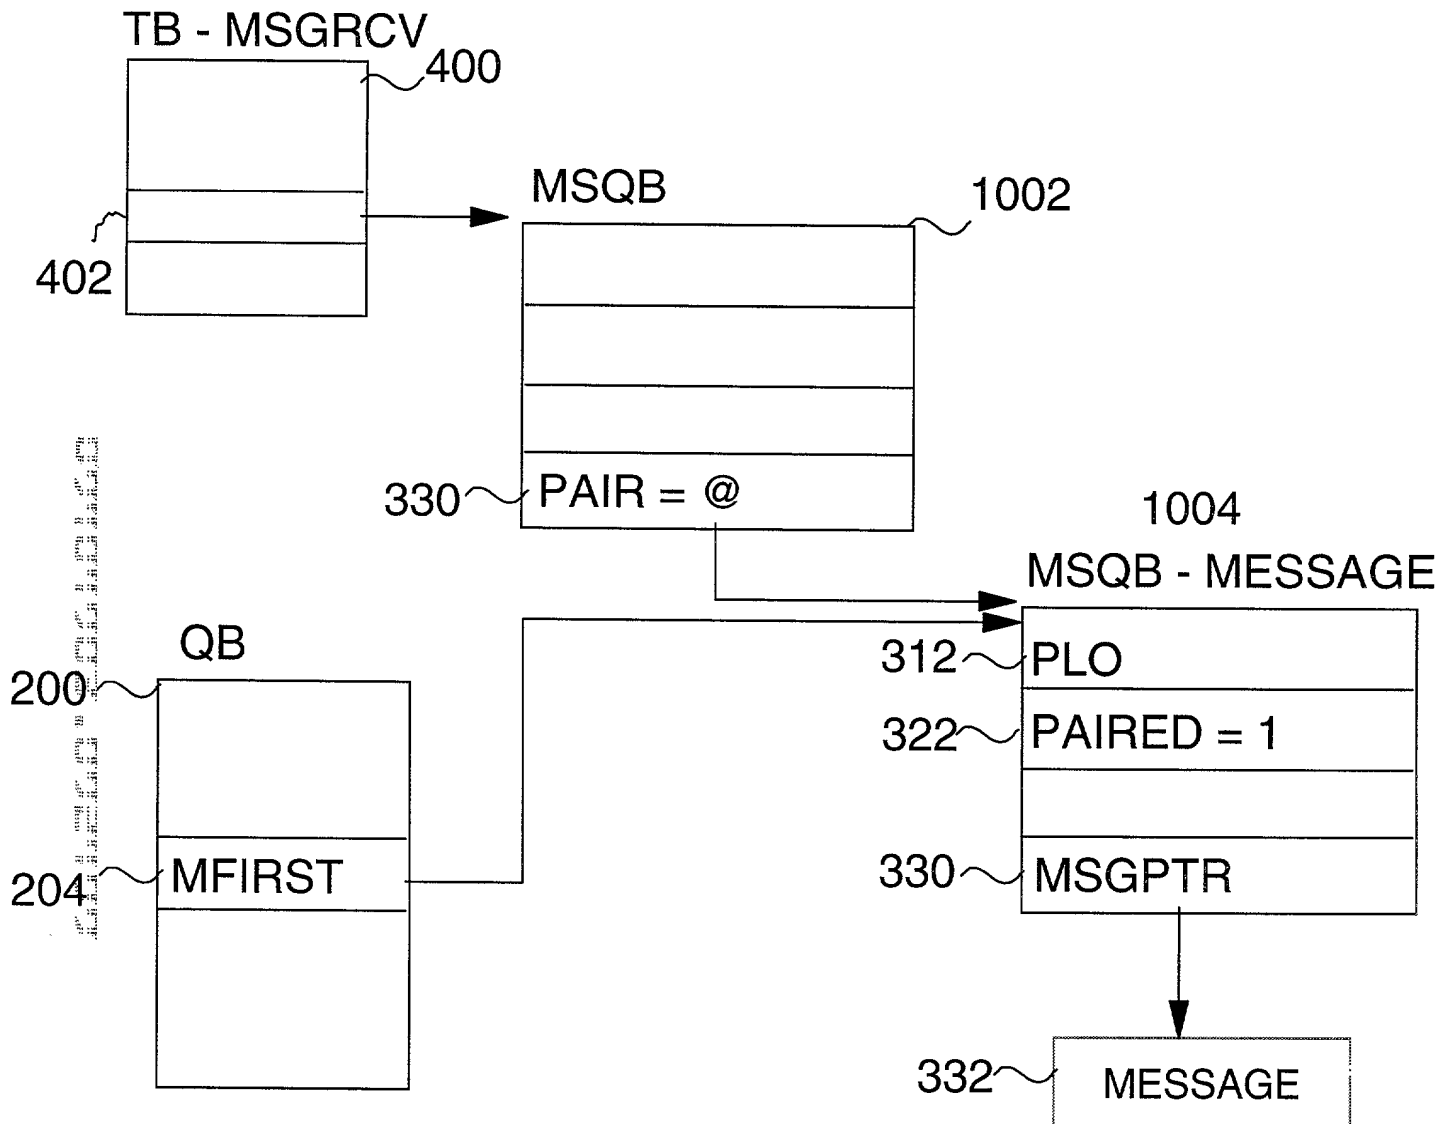 TB - MSGRCV
400
402
MSQB
1002
330
PAIR = @
1004
MSQB - MESSAGE
312
PLO
322
PAIRED = 1
330
MSGPTR
QB
200
204
MFIRST
332
MESSAGE